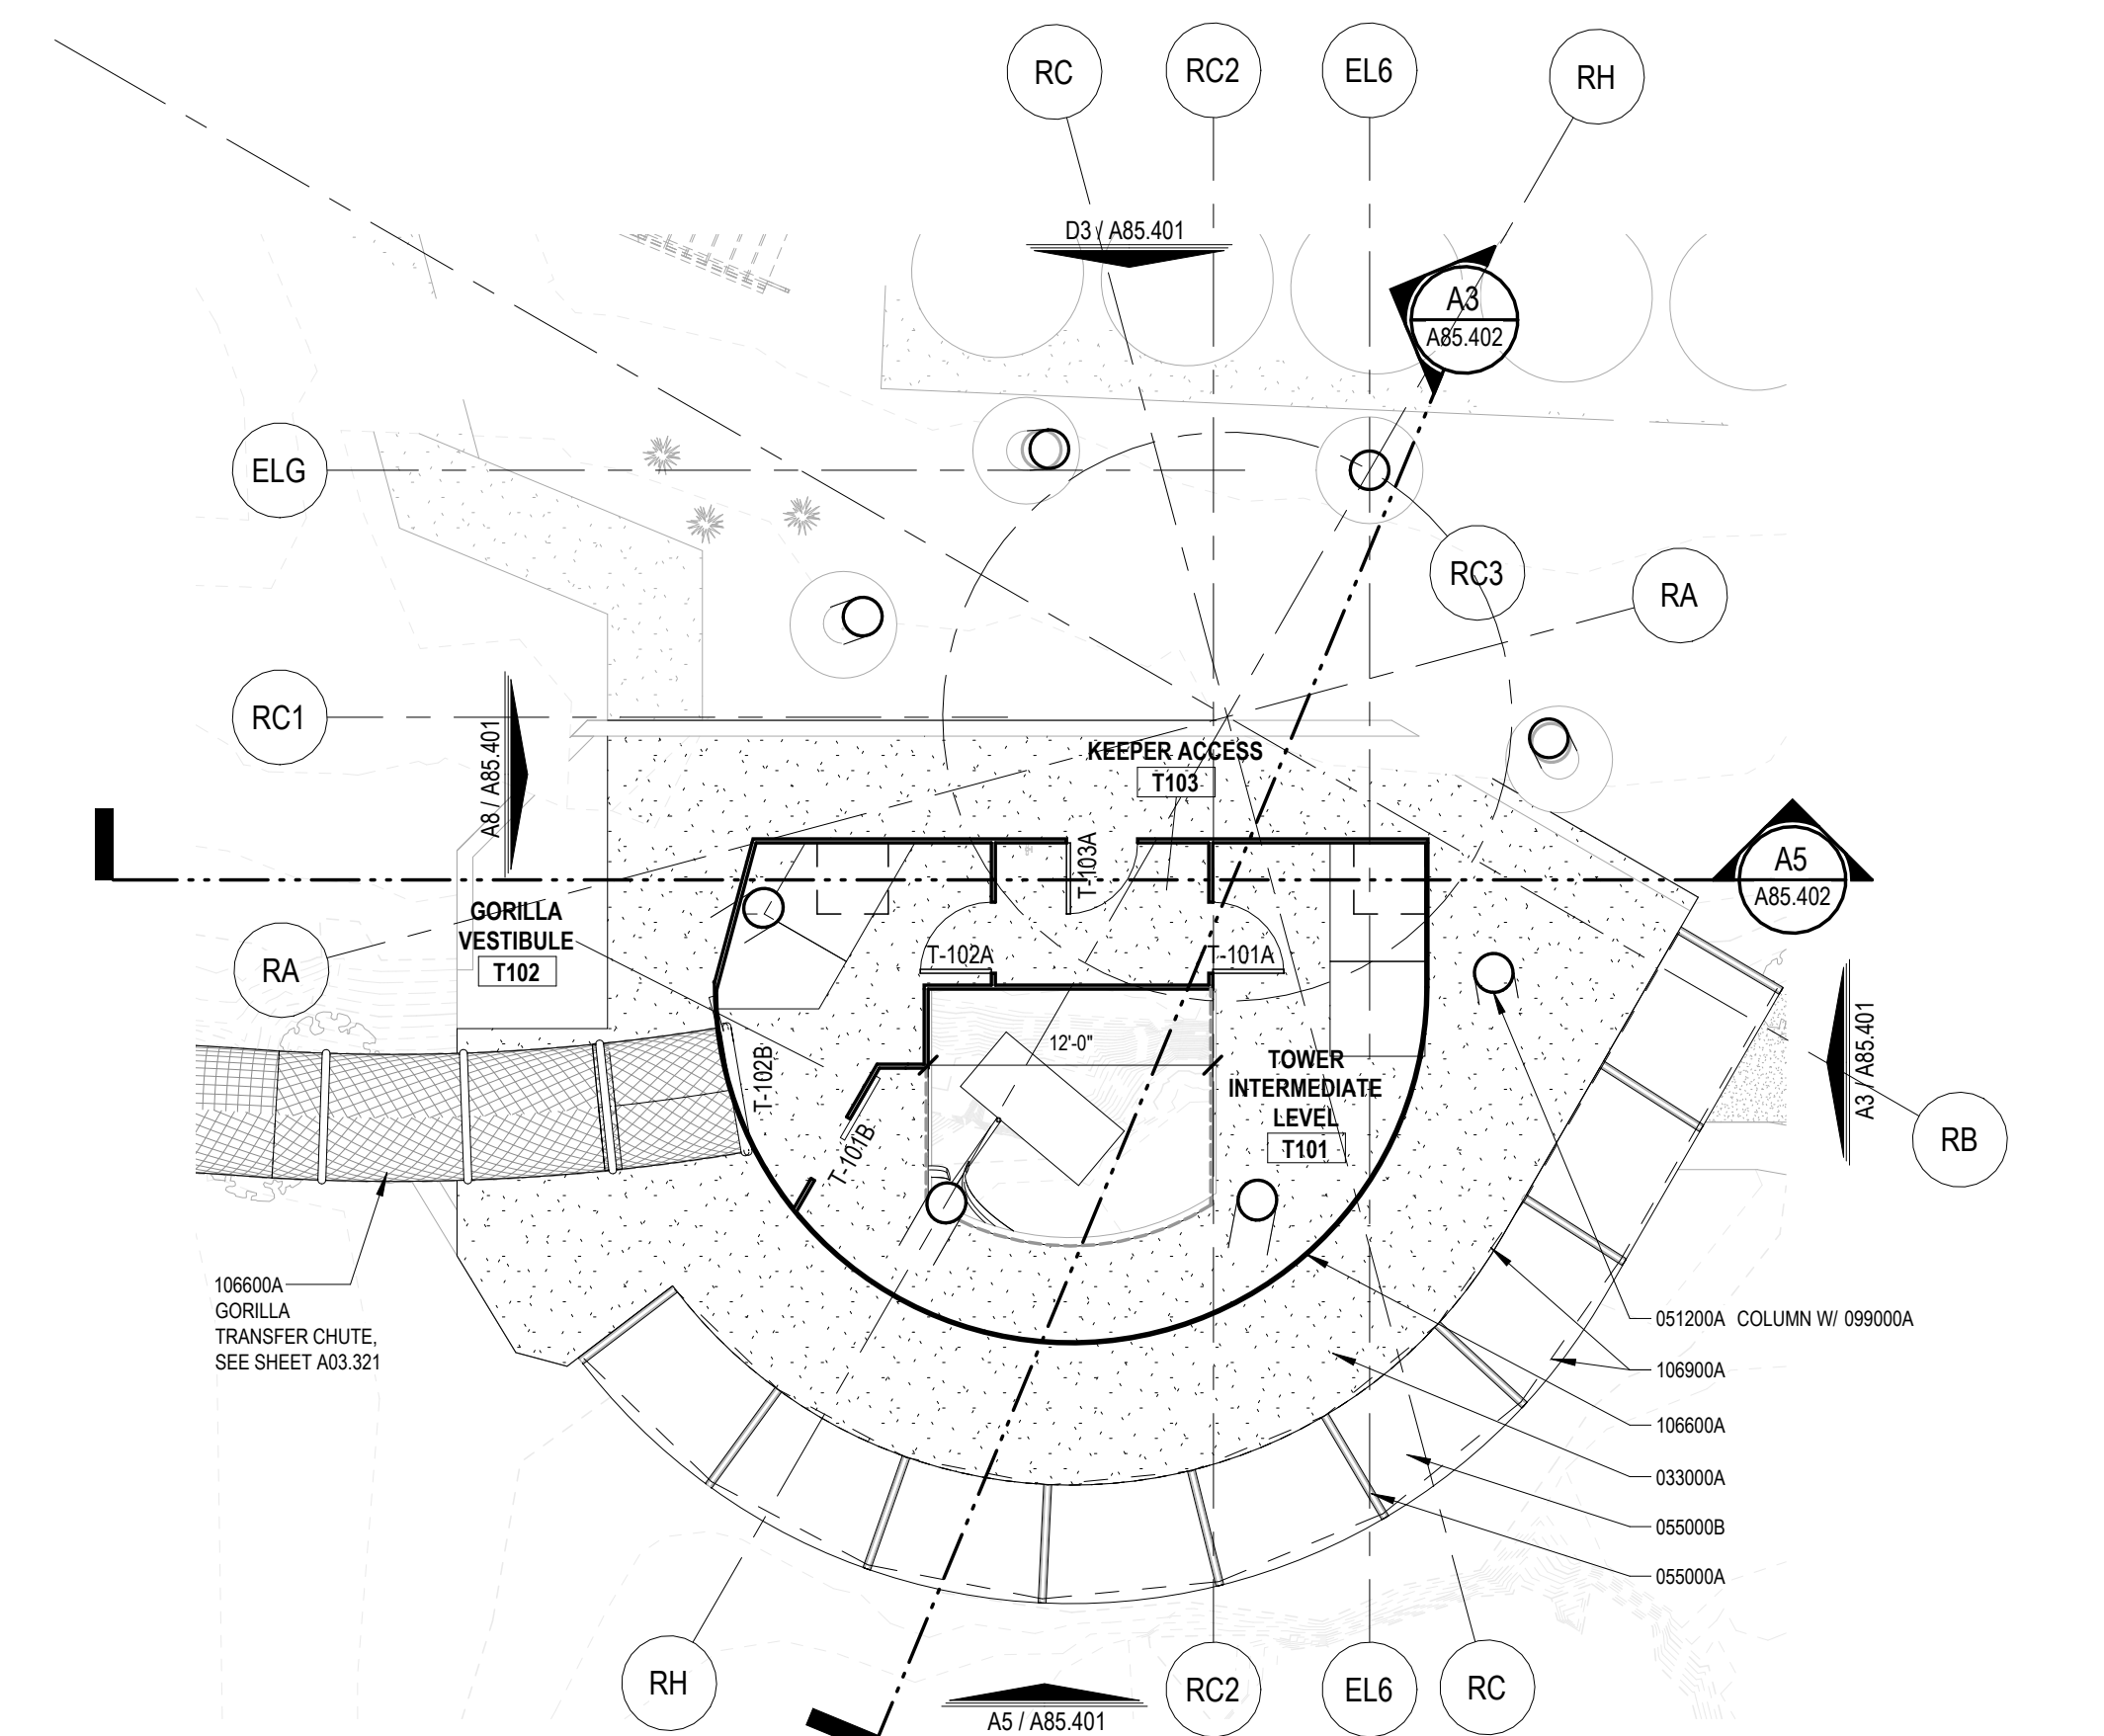 RC
RC2
EL6
RH
D3 / A85.401
A3
A85.402
ELG
RC3
RA
RC1
A8 / A85.401
KEEPER ACCESS
T103
T-103A
A5
A85.402
GORILLA
VESTIBULE
T102
RA
T-102A
T-101A
A3 / A85.401
12'-0"
T-102B
TOWER
INTERMEDIATE
LEVEL
T101
T-101B
RB
106600A
GORILLA
TRANSFER CHUTE,
SEE SHEET A03.321
051200A COLUMN W/ 099000A
106900A
106600A
033000A
055000B
055000A
RH
RC2
EL6
RC
A5 / A85.401